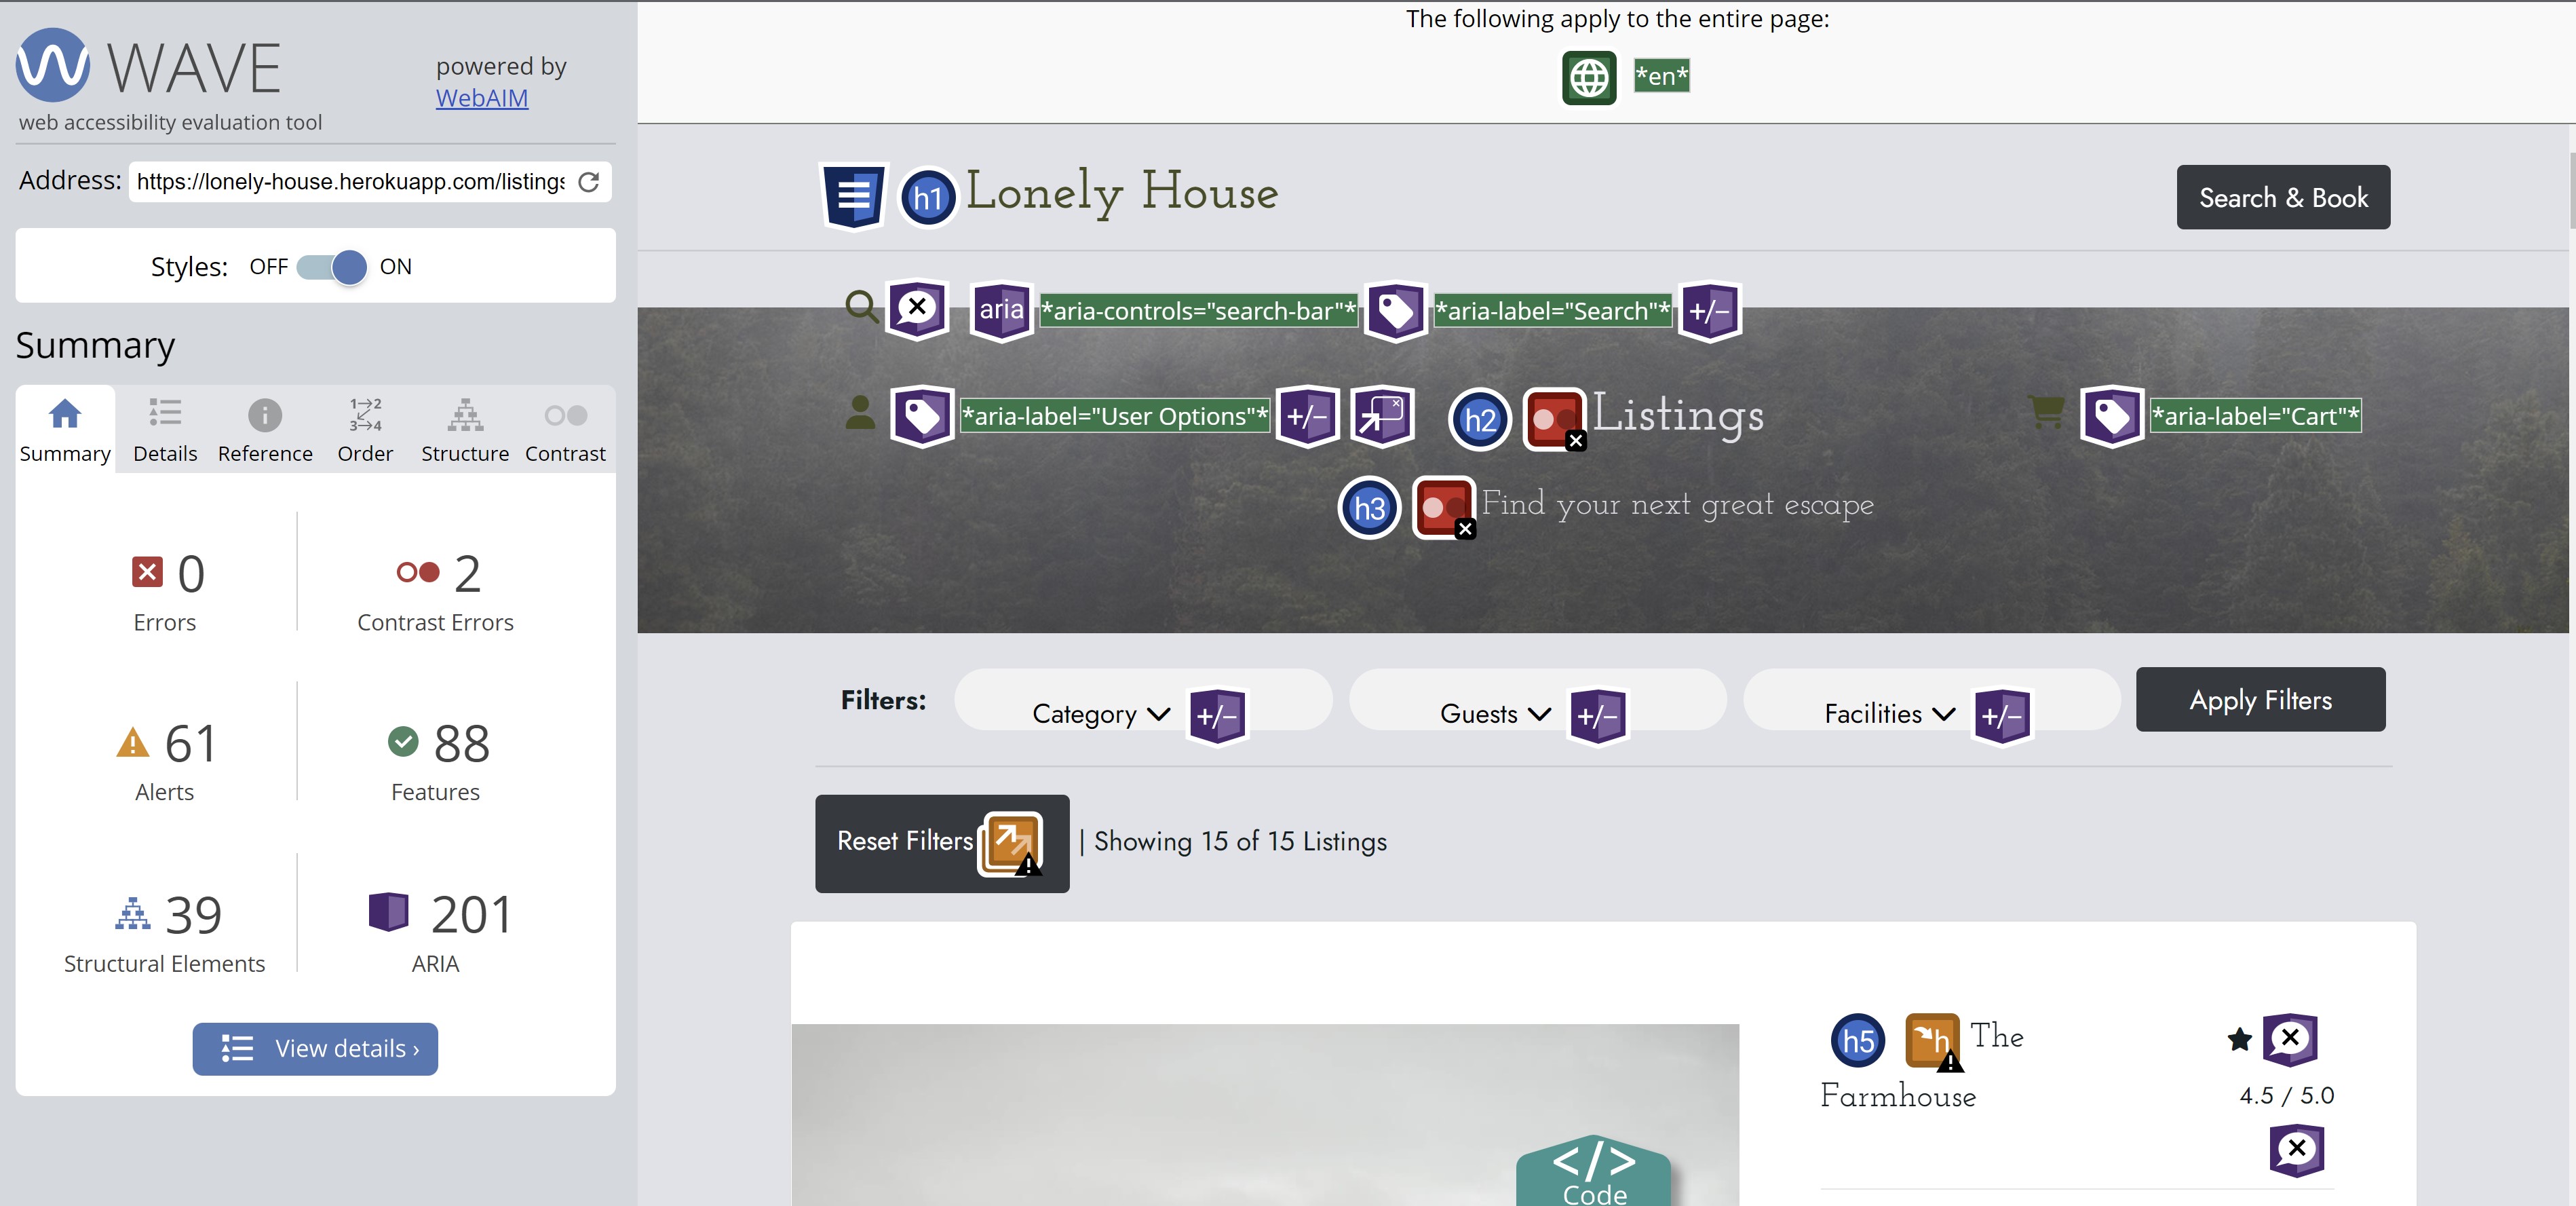 WAVE
powered by
WebAIM
web accessibility evaluation tool
Address: https://lonely-house.herokuapp.com/listings
Styles: OFF ON
Summary
1 2
3 4
Summary Details Reference Order Structure Contrast
0 2
Errors Contrast Errors
61 88
Alerts Features
39 201
Structural Elements ARIA
View details ›
The following apply to the entire page:
*en*
h1 Lonely House
Search & Book
aria *aria-controls="search-bar"* *aria-label="Search"* +/−
*aria-label="User Options"* +/− h2 Listings *aria-label="Cart"*
h3 Find your next great escape
Filters: Category +/− Guests +/− Facilities +/− Apply Filters
Reset Filters | Showing 15 of 15 Listings
h5 h The
Farmhouse
4.5 / 5.0
</>
Code